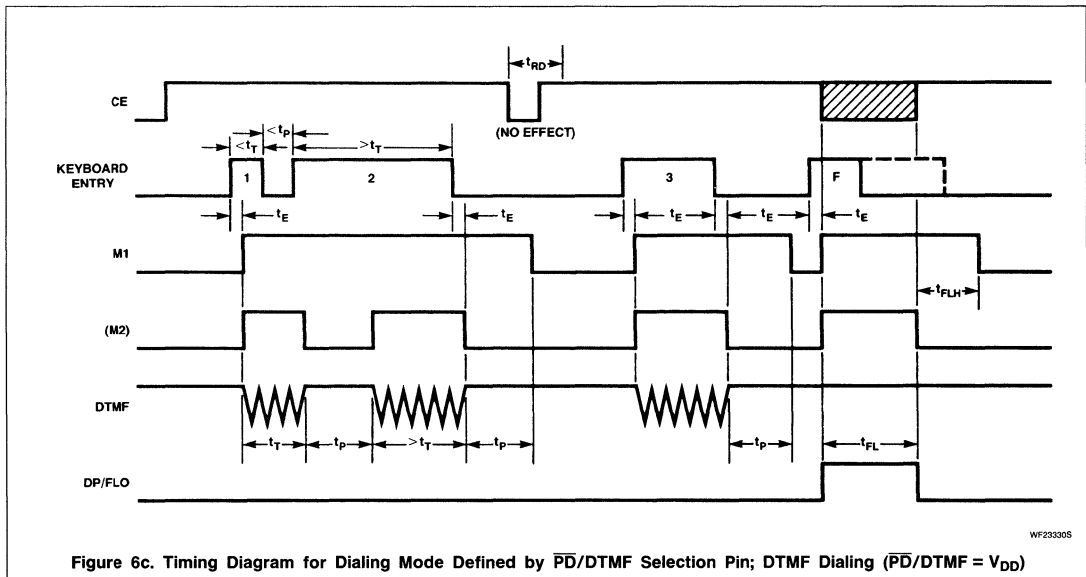 tRD
CE
(NO EFFECT)
<tP
<tT
>tT
KEYBOARD
ENTRY
1
2
3
F
tE
tE
tE
tE
tE
M1
tFLH
(M2)
DTMF
tT
tP
>tT
tP
tP
tFL
DP/FLO
WF23330S
Figure 6c. Timing Diagram for Dialing Mode Defined by P̅D̅/DTMF Selection Pin; DTMF Dialing (P̅D̅/DTMF = VDD)